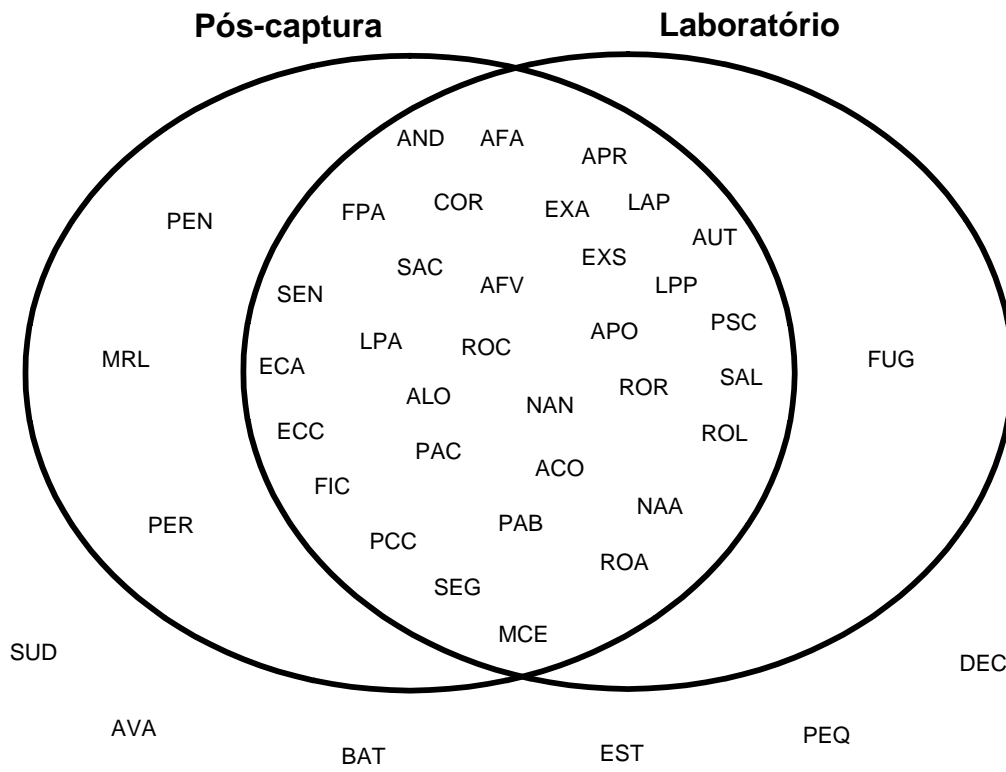 Pós-captura
Laboratório
AND AFA
APR
FPA COR EXA LAP
PEN
AUT
SAC EXS
SEN AFV LPP
PSC
APO
LPA ROC
MRL FUG
ECA
SAL
ROR
ALO NAN
ECC ROL
PAC ACO
FIC
NAA
PER PAB
PCC
ROA
SEG
MCE
SUD
DEC
AVA
PEQ
BAT EST